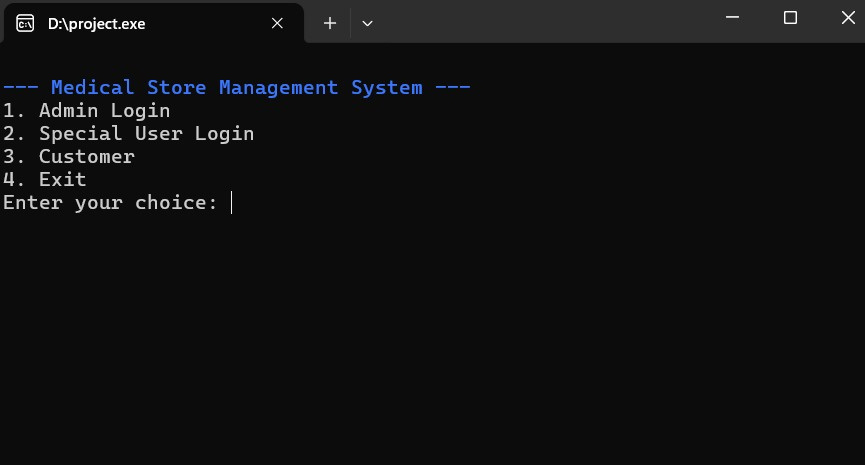 D:\project.exe
--- Medical Store Management System ---
1. Admin Login
2. Special User Login
3. Customer
4. Exit
Enter your choice: